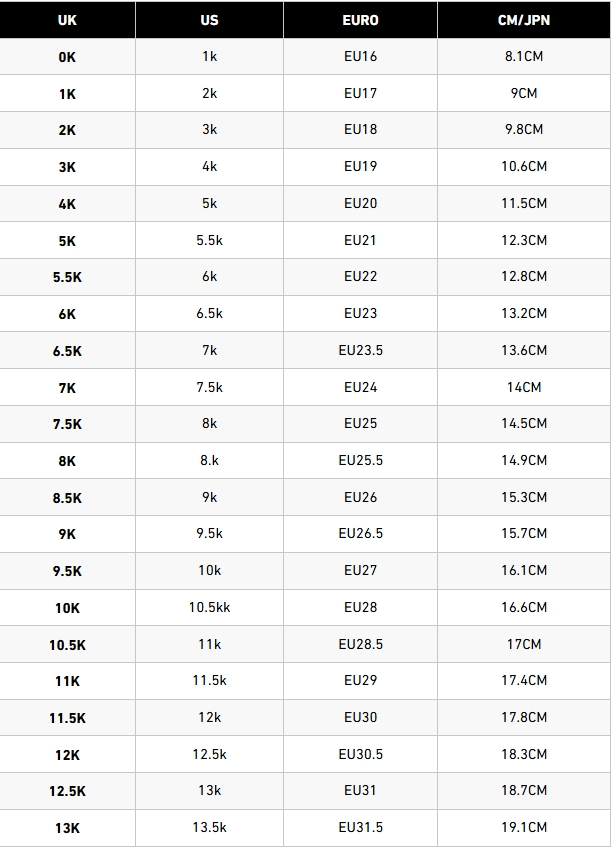 UK US EURO CM/JPN
0K 1k EU16 8.1CM
1K 2k EU17 9CM
2K 3k EU18 9.8CM
3K 4k EU19 10.6CM
4K 5k EU20 11.5CM
5K 5.5k EU21 12.3CM
5.5K 6k EU22 12.8CM
6K 6.5k EU23 13.2CM
6.5K 7k EU23.5 13.6CM
7K 7.5k EU24 14CM
7.5K 8k EU25 14.5CM
8K 8.k EU25.5 14.9CM
8.5K 9k EU26 15.3CM
9K 9.5k EU26.5 15.7CM
9.5K 10k EU27 16.1CM
10K 10.5kk EU28 16.6CM
10.5K 11k EU28.5 17CM
11K 11.5k EU29 17.4CM
11.5K 12k EU30 17.8CM
12K 12.5k EU30.5 18.3CM
12.5K 13k EU31 18.7CM
13K 13.5k EU31.5 19.1CM